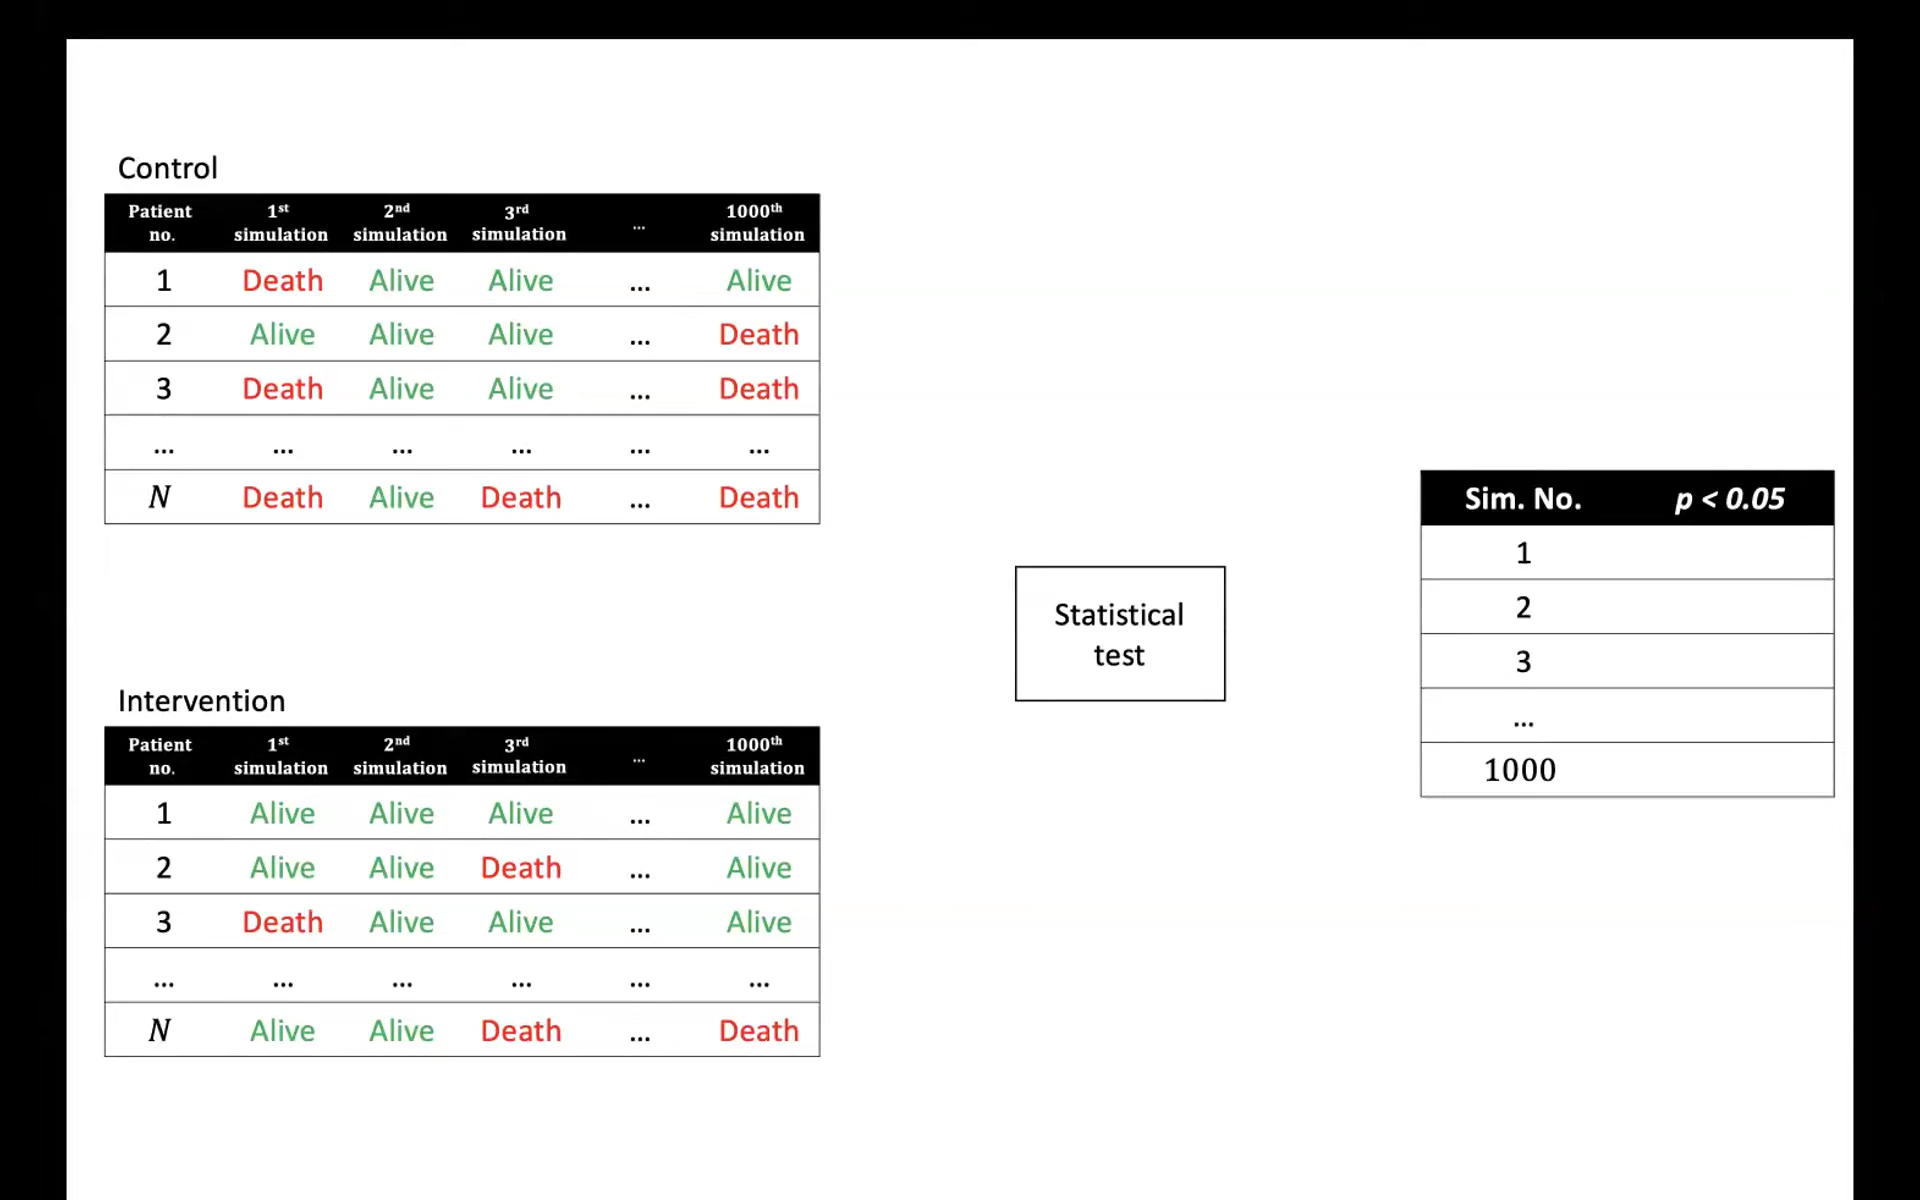 Control
Patient no. 1st simulation 2nd simulation 3rd simulation ... 1000th simulation
1 Death Alive Alive ... Alive
2 Alive Alive Alive ... Death
3 Death Alive Alive ... Death
... ... ... ... ... ...
N Death Alive Death ... Death
Statistical
test
Sim. No. p < 0.05
1
2
3
...
1000
Intervention
Patient no. 1st simulation 2nd simulation 3rd simulation ... 1000th simulation
1 Alive Alive Alive ... Alive
2 Alive Alive Death ... Alive
3 Death Alive Alive ... Alive
... ... ... ... ... ...
N Alive Alive Death ... Death